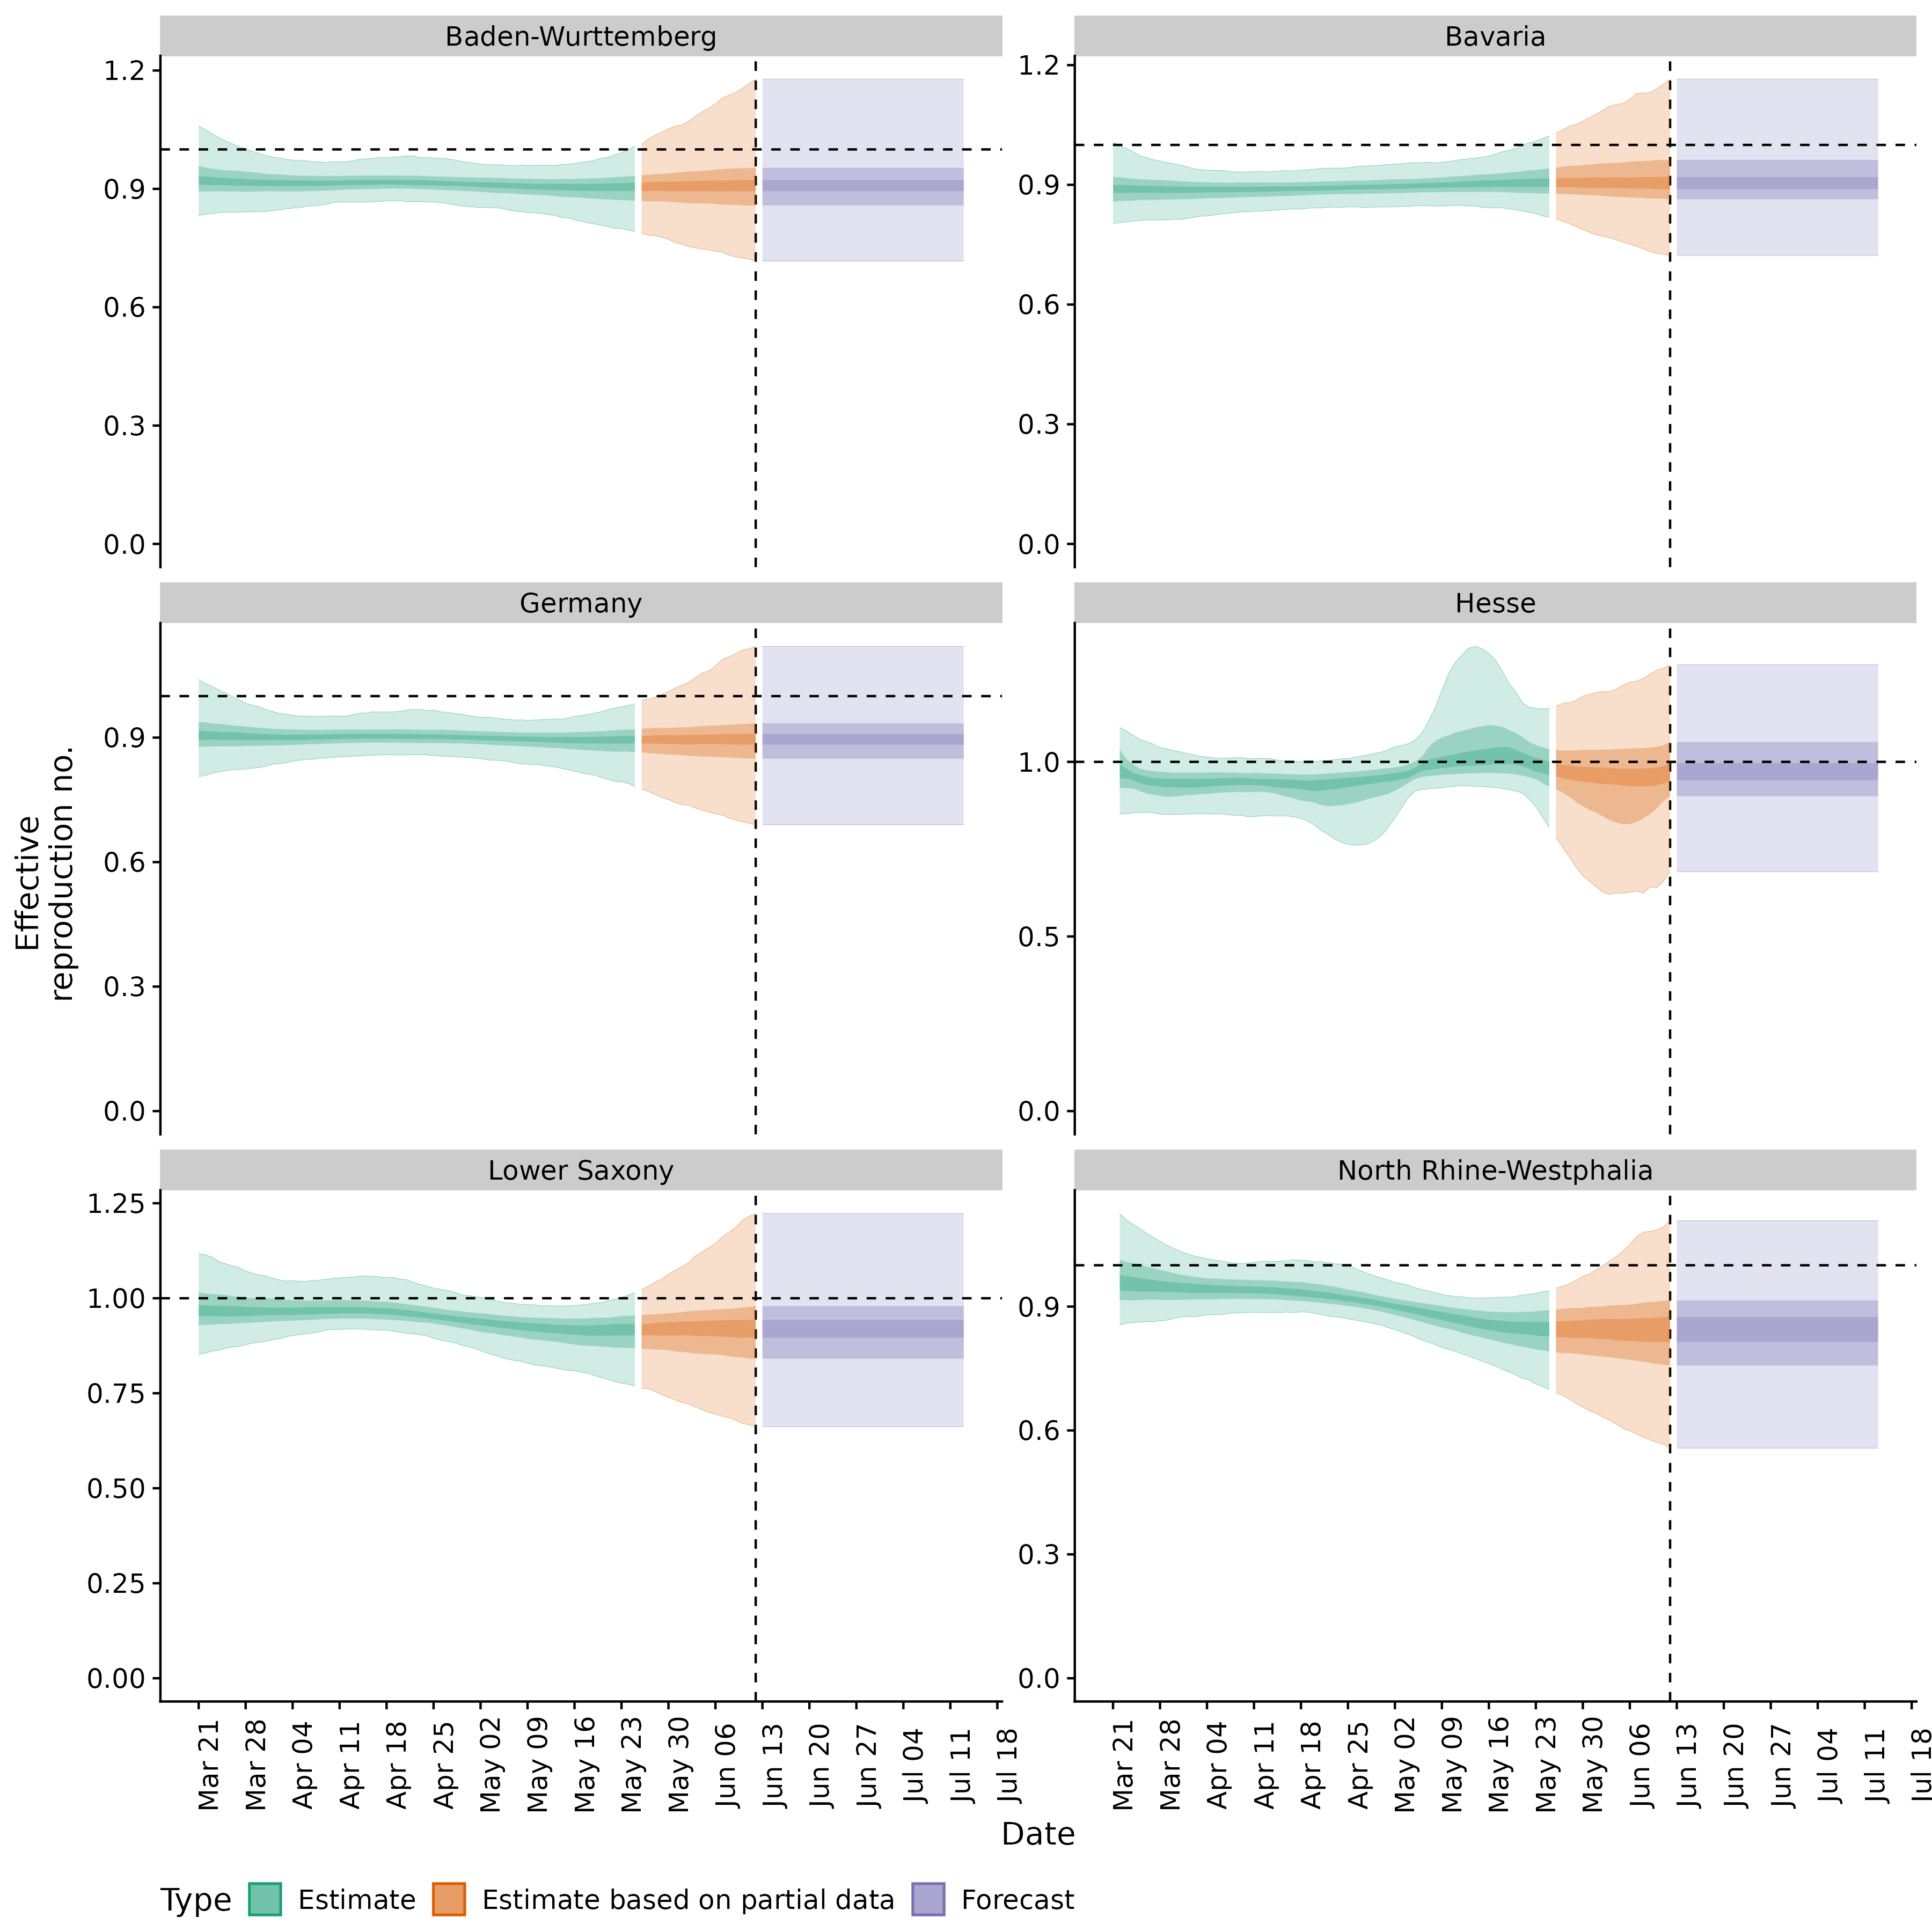 Baden-Wurttemberg
Bavaria
1.2
0.9
0.6
0.3
0.0
1.2
0.9
0.6
0.3
0.0
Germany
Hesse
0.9
0.6
0.3
0.0
1.0
0.5
0.0
Lower Saxony
North Rhine-Westphalia
1.25
1.00
0.75
0.50
0.25
0.00
0.9
0.6
0.3
0.0
Effective
reproduction no.
Mar 21
Mar 28
Apr 04
Apr 11
Apr 18
Apr 25
May 02
May 09
May 16
May 23
May 30
Jun 06
Jun 13
Jun 20
Jun 27
Jul 04
Jul 11
Jul 18
Mar 21
Mar 28
Apr 04
Apr 11
Apr 18
Apr 25
May 02
May 09
May 16
May 23
May 30
Jun 06
Jun 13
Jun 20
Jun 27
Jul 04
Jul 11
Jul 18
Date
Type Estimate Estimate based on partial data Forecast